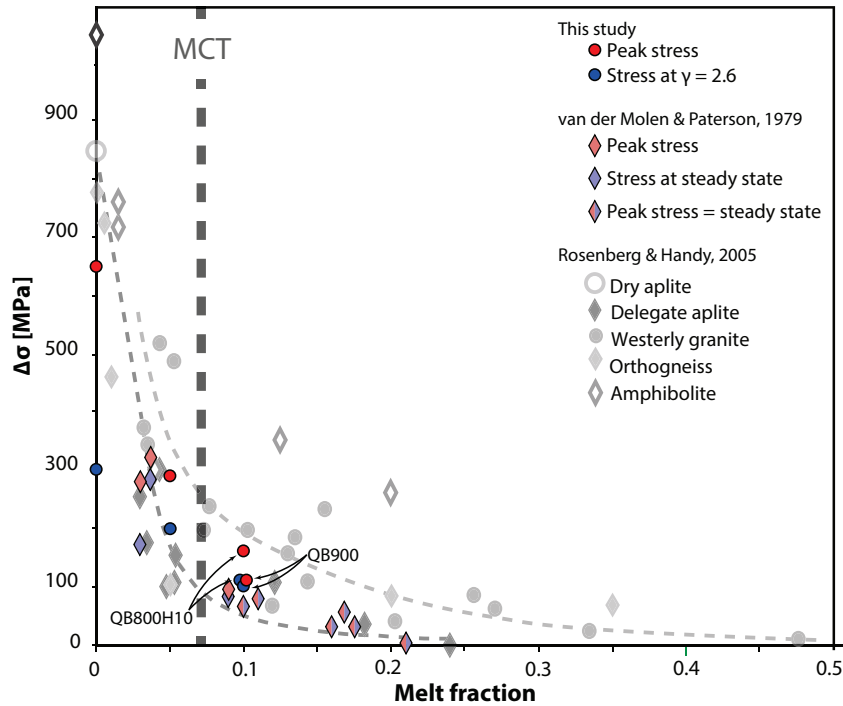 MCT
This study
Peak stress
Stress at γ = 2.6
van der Molen & Paterson, 1979
Peak stress
Stress at steady state
Peak stress = steady state
Rosenberg & Handy, 2005
Dry aplite
Delegate aplite
Westerly granite
Orthogneiss
Amphibolite
900
700
500
300
100
0
Δσ [MPa]
QB900
QB800H10
0 0.1 0.2 0.3 0.4 0.5
Melt fraction